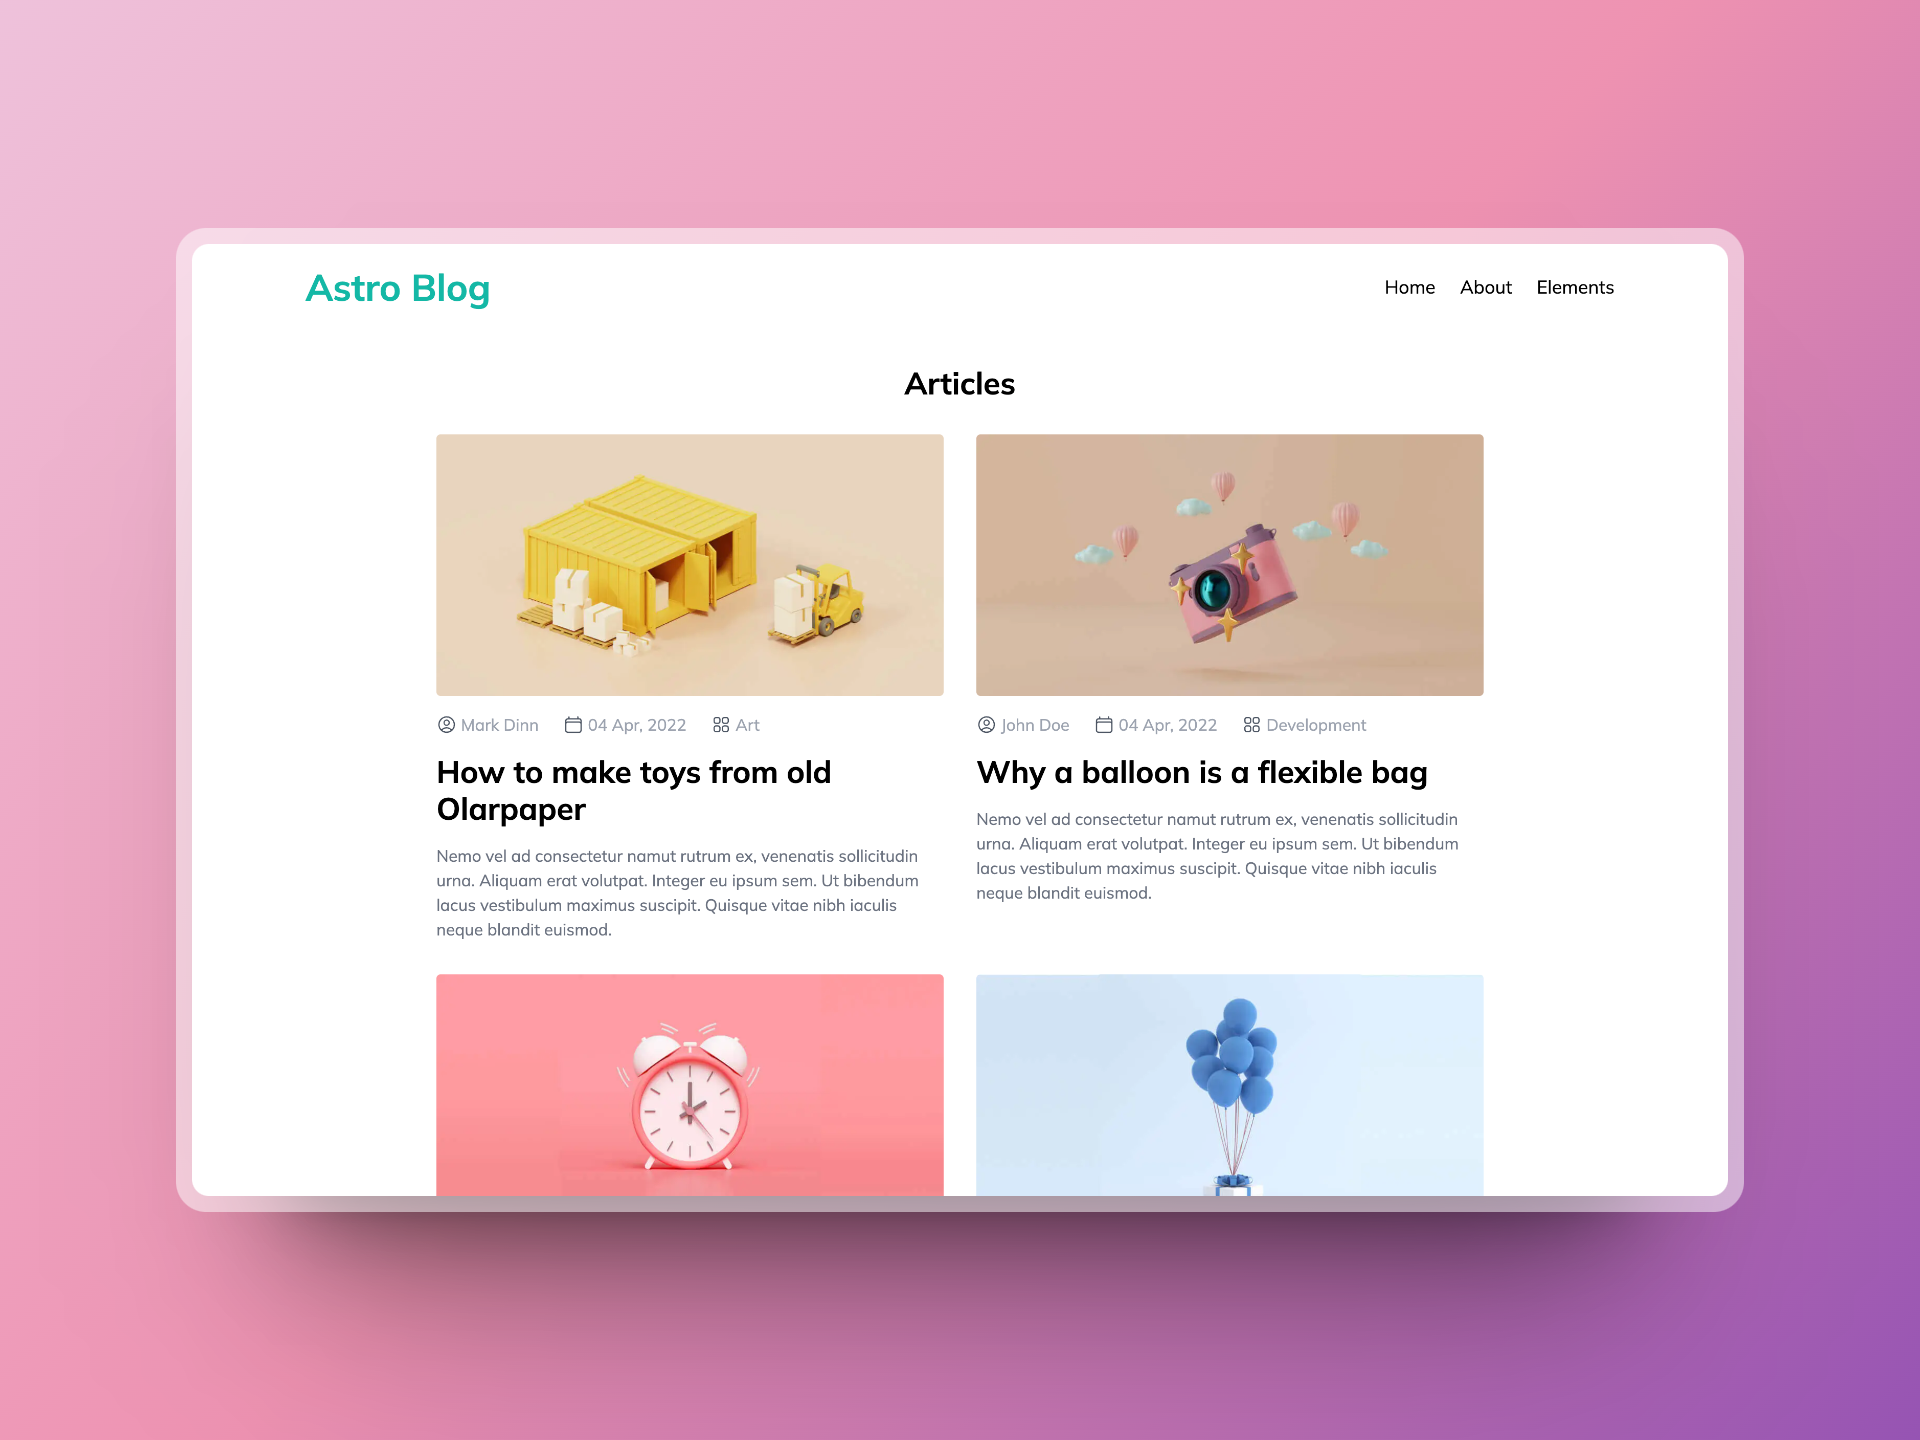 Astro Blog
Home About Elements
Articles
Mark Dinn 04 Apr, 2022 Art
How to make toys from old
Olarpaper
Nemo vel ad consectetur namut rutrum ex, venenatis sollicitudin
urna. Aliquam erat volutpat. Integer eu ipsum sem. Ut bibendum
lacus vestibulum maximus suscipit. Quisque vitae nibh iaculis
neque blandit euismod.
John Doe 04 Apr, 2022 Development
Why a balloon is a flexible bag
Nemo vel ad consectetur namut rutrum ex, venenatis sollicitudin
urna. Aliquam erat volutpat. Integer eu ipsum sem. Ut bibendum
lacus vestibulum maximus suscipit. Quisque vitae nibh iaculis
neque blandit euismod.